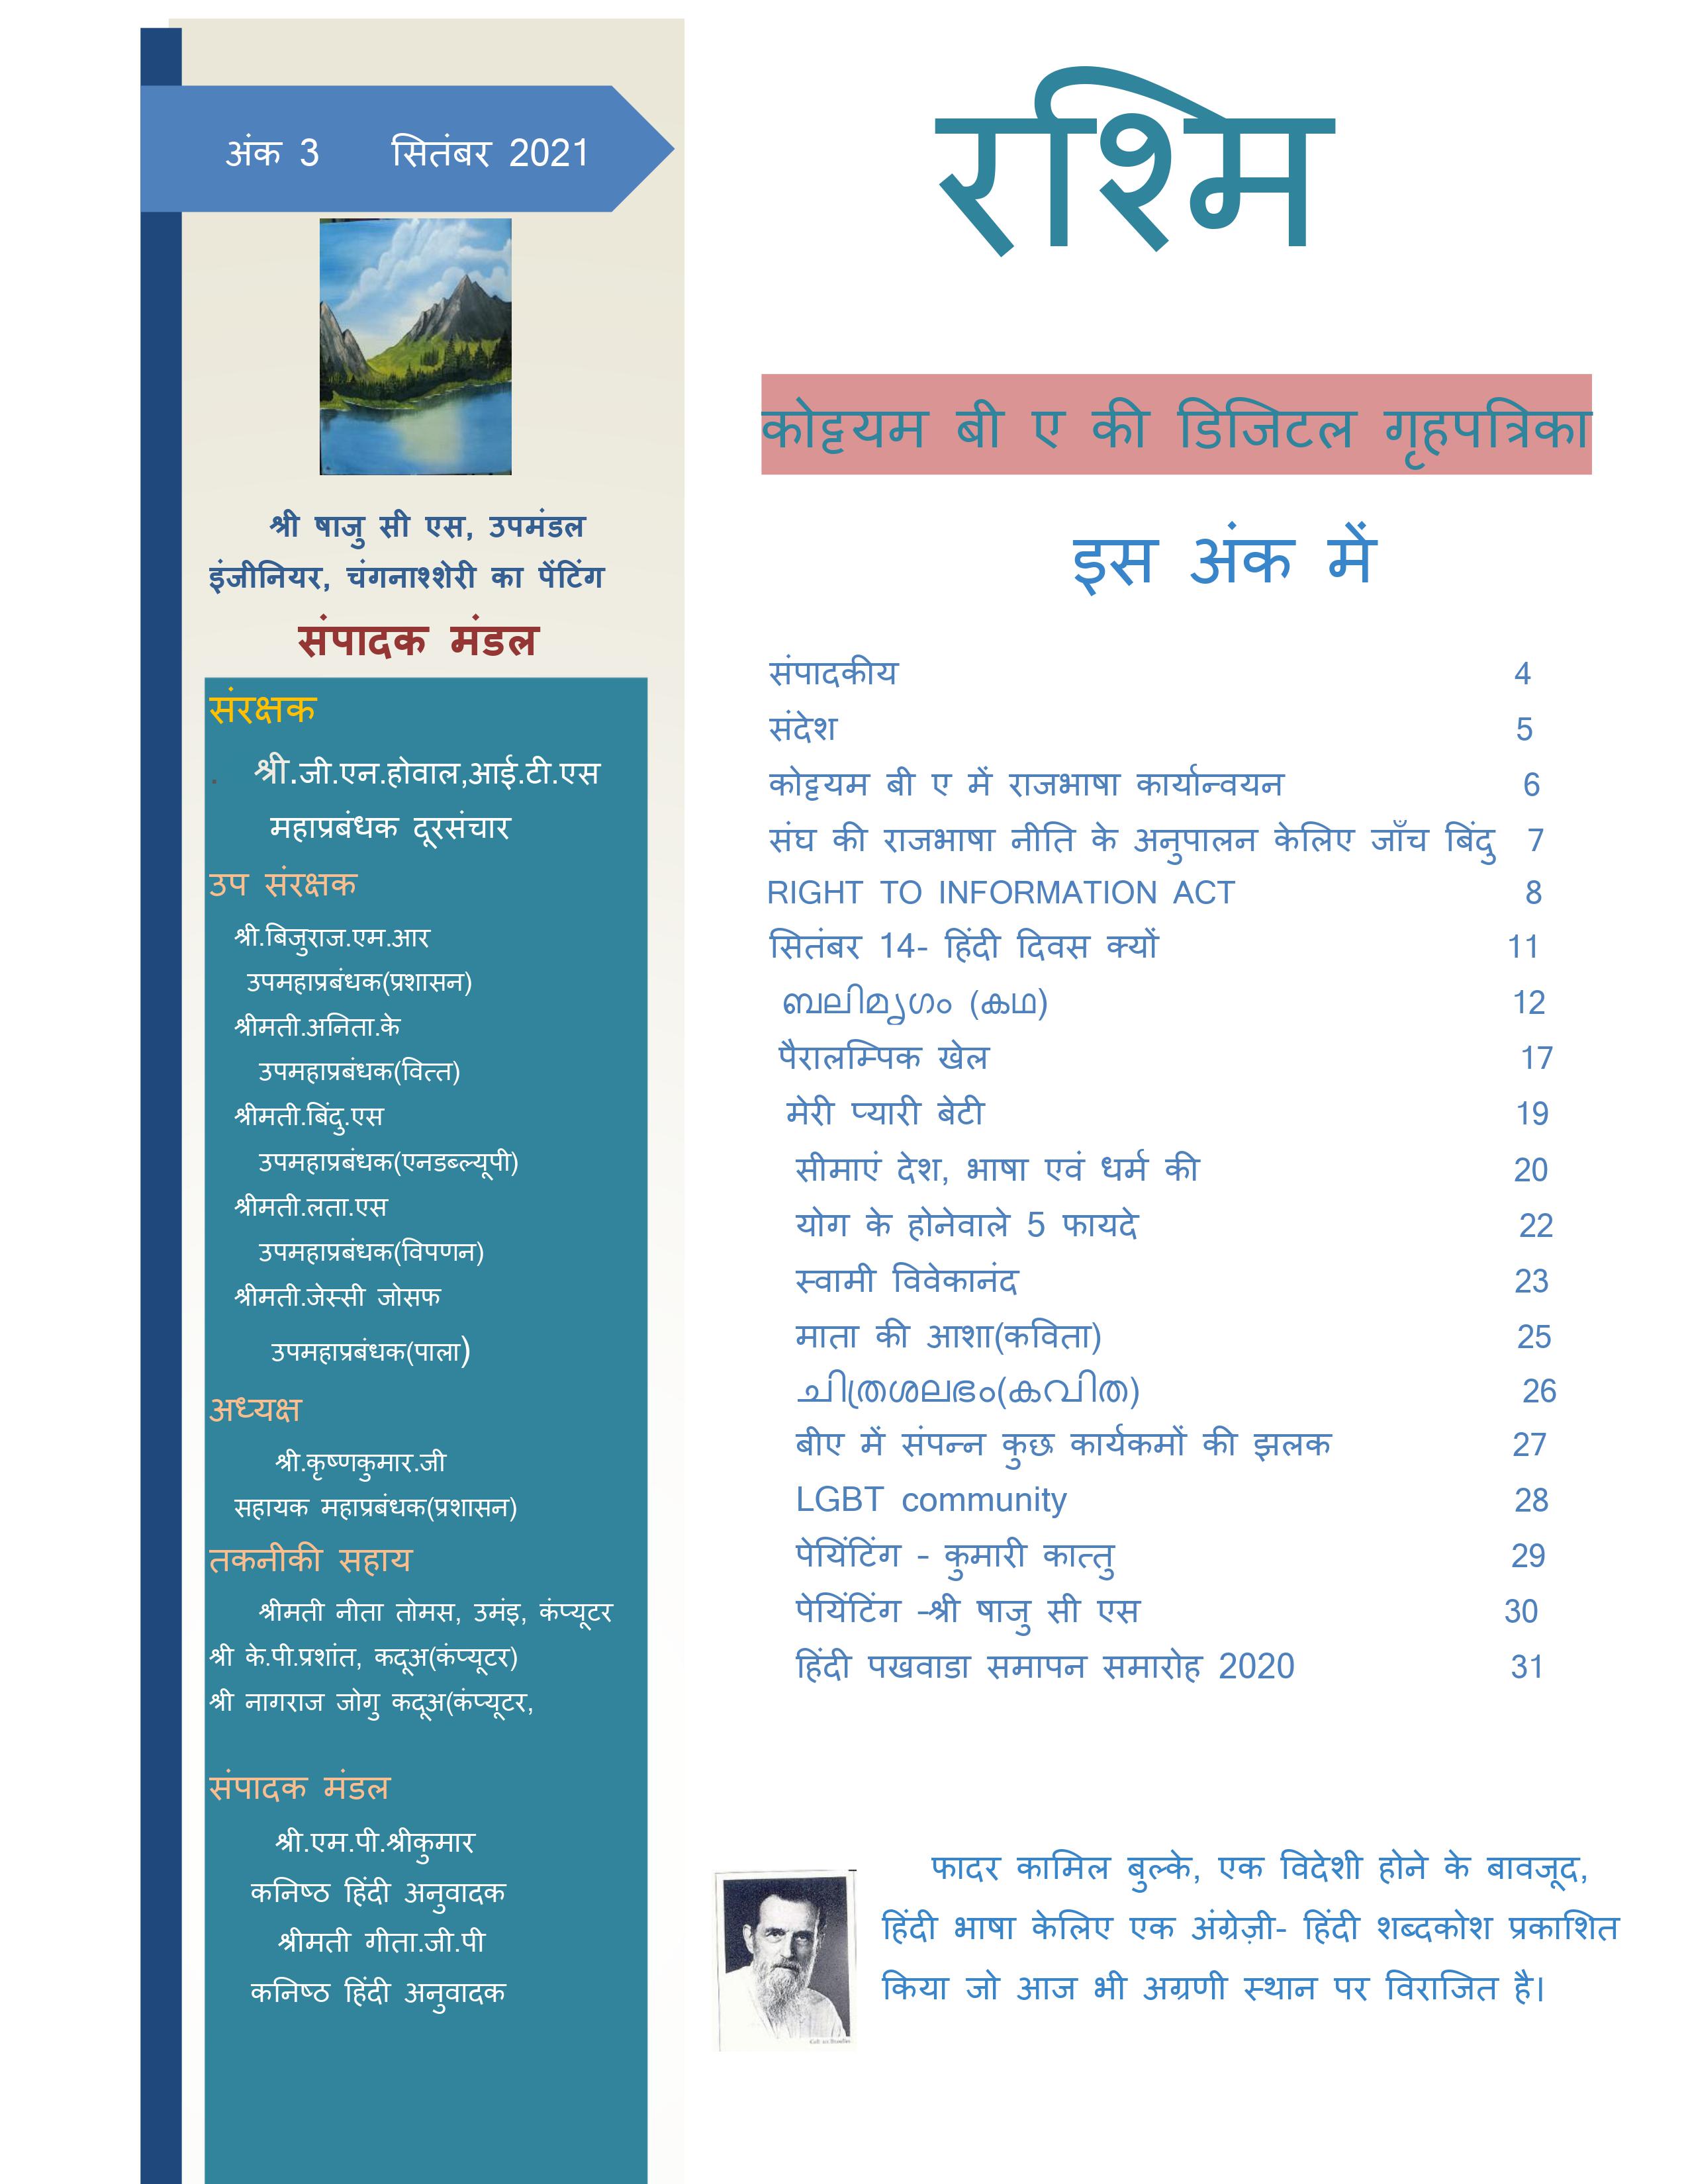 अंक 3 सितंबर 2021
श्री षाजु सी एस, उपमंडल
इंजीनियर, चंगनाश्शेरी का पेंटिंग
संपादक मंडल
संरक्षक
. श्री.जी.एन.होवाल,आई.टी.एस
महाप्रबंधक दूरसंचार
उप संरक्षक
श्री.बिजुराज.एम.आर
उपमहाप्रबंधक(प्रशासन)
श्रीमती.अनिता.के
उपमहाप्रबंधक(वित्त)
श्रीमती.बिंदु.एस
उपमहाप्रबंधक(एनडब्ल्यूपी)
श्रीमती.लता.एस
उपमहाप्रबंधक(विपणन)
श्रीमती.जेस्सी जोसफ
उपमहाप्रबंधक(पाला)
अध्यक्ष
श्री.कृष्णकुमार.जी
सहायक महाप्रबंधक(प्रशासन)
तकनीकी सहाय
श्रीमती नीता तोमस, उमंइ, कंप्यूटर
श्री के.पी.प्रशांत, कदूअ(कंप्यूटर)
श्री नागराज जोगु कदूअ(कंप्यूटर,
संपादक मंडल
श्री.एम.पी.श्रीकुमार
कनिष्ठ हिंदी अनुवादक
श्रीमती गीता.जी.पी
कनिष्ठ हिंदी अनुवादक
रश्मि
कोट्टयम बी ए की डिजिटल गृहपत्रिका
इस अंक में
संपादकीय 4
संदेश 5
कोट्टयम बी ए में राजभाषा कार्यान्वयन 6
संघ की राजभाषा नीति के अनुपालन केलिए जाँच बिंदु 7
RIGHT TO INFORMATION ACT 8
सितंबर 14- हिंदी दिवस क्यों 11
ബലിമൃഗം (കഥ) 12
पैरालम्पिक खेल 17
मेरी प्यारी बेटी 19
सीमाएं देश, भाषा एवं धर्म की 20
योग के होनेवाले 5 फायदे 22
स्वामी विवेकानंद 23
माता की आशा(कविता) 25
ചിത്രശലഭം(കവിത) 26
बीए में संपन्न कुछ कार्यकमों की झलक 27
LGBT community 28
पेयिंटिंग - कुमारी कात्तु 29
पेयिंटिंग -श्री षाजु सी एस 30
हिंदी पखवाडा समापन समारोह 2020 31
फादर कामिल बुल्के, एक विदेशी होने के बावजूद,
हिंदी भाषा केलिए एक अंग्रेज़ी- हिंदी शब्दकोश प्रकाशित
किया जो आज भी अग्रणी स्थान पर विराजित है।